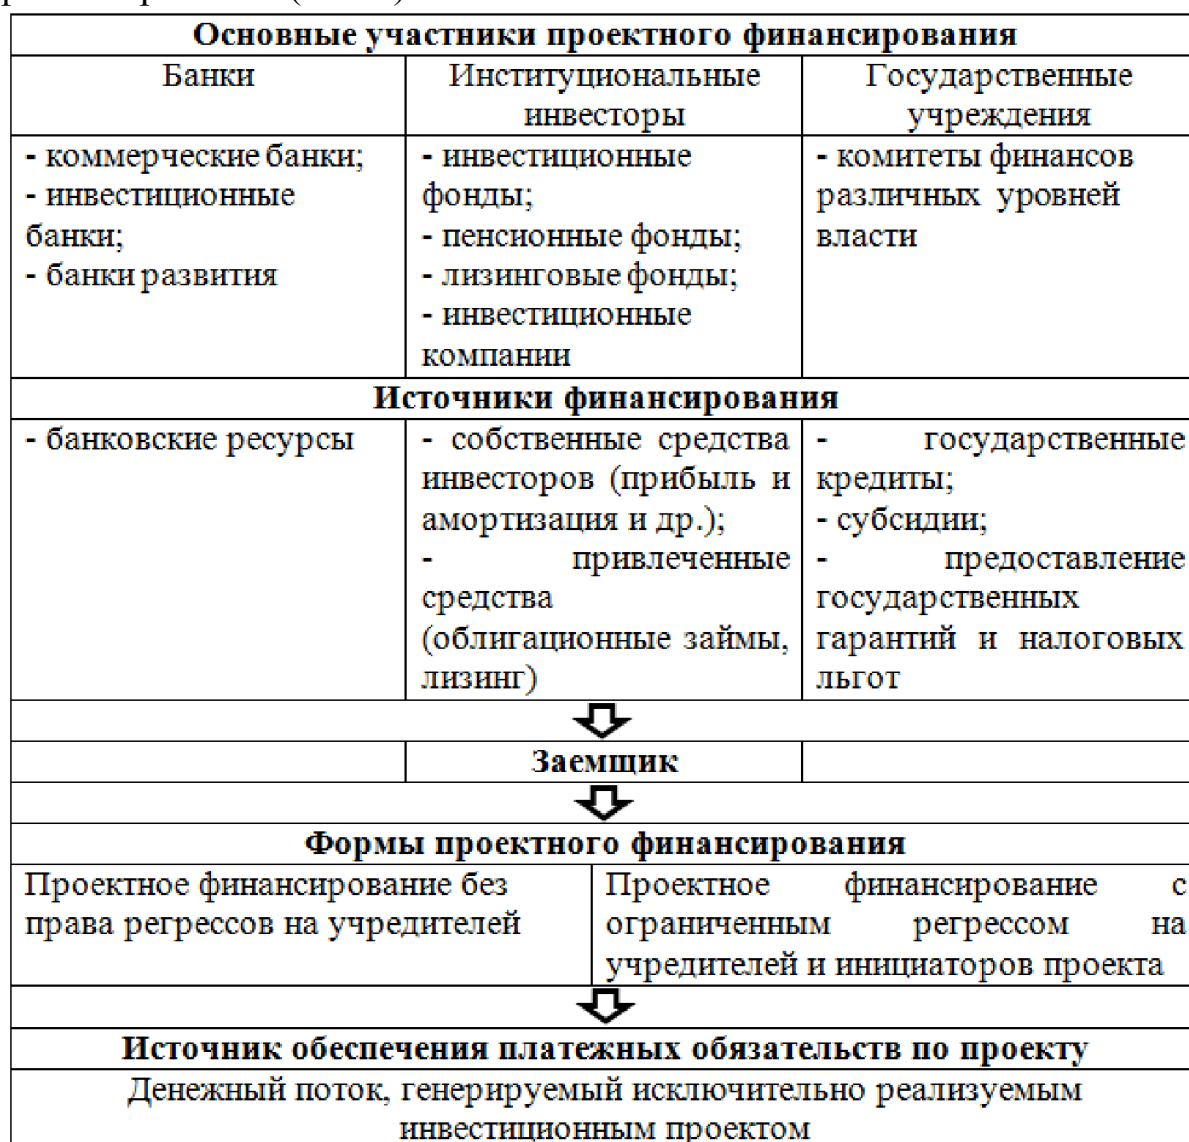 Основные участники проектного финансирования
Банки
Институциональные
инвесторы
Государственные
учреждения
- коммерческие банки;
- инвестиционные
банки;
- банки развития
- инвестиционные
фонды;
- пенсионные фонды;
- лизинговые фонды;
- инвестиционные
компании
- комитеты финансов
различных уровней
власти
Источники финансирования
- банковские ресурсы
- собственные средства
инвесторов (прибыль и
амортизация и др.);
- привлеченные
средства
(облигационные займы,
лизинг)
- государственные
кредиты;
- субсидии;
- предоставление
государственных
гарантий и налоговых
льгот
Заемщик
Формы проектного финансирования
Проектное финансирование без
права регрессов на учредителей
Проектное финансирование с
ограниченным регрессом на
учредителей и инициаторов проекта
Источник обеспечения платежных обязательств по проекту
Денежный поток, генерируемый исключительно реализуемым
инвестиционным проектом